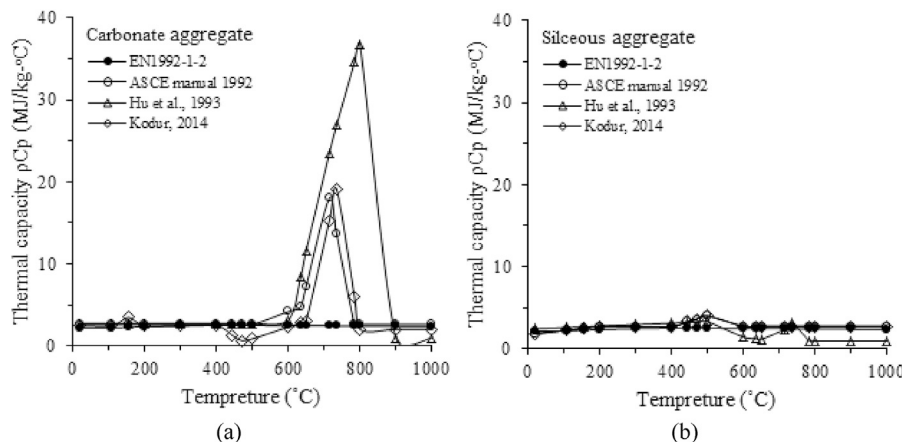 Thermal capacity ρCp (MJ/kg-ºC)
40
30
20
10
0
Carbonate aggregate
EN1992-1-2
ASCE manual 1992
Hu et al., 1993
Kodur, 2014
0 200 400 600 800 1000
Tempreture (˚C)
(a)
Thermal capacity ρCp (MJ/kg-ºC)
40
30
20
10
0
Silceous aggregate
EN1992-1-2
ASCE manual 1992
Hu et al., 1993
Kodur, 2014
0 200 400 600 800 1000
Tempreture (˚C)
(b)